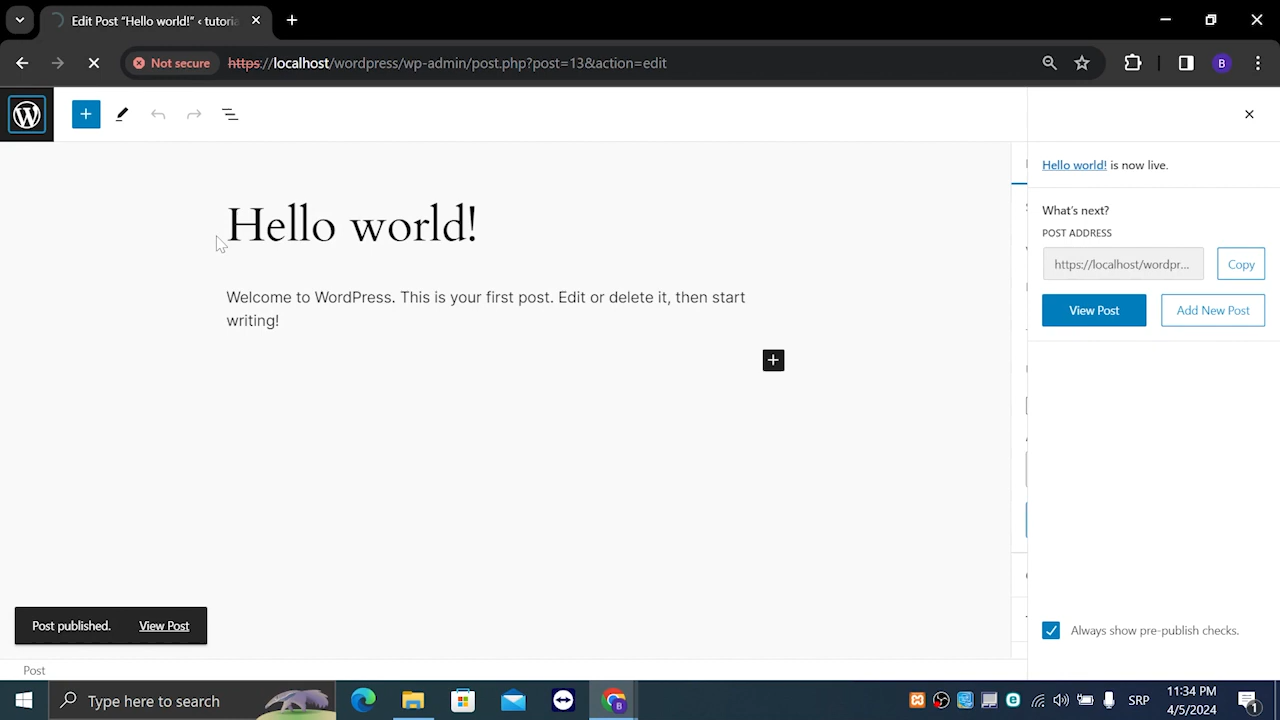 Edit Post “Hello world!” ‹ tutoria
Not secure
https://localhost/wordpress/wp-admin/post.php?post=13&action=edit
B
Hello world! is now live.
What's next?
POST ADDRESS
https://localhost/wordpr...
Copy
View Post
Add New Post
Hello world!
Welcome to WordPress. This is your first post. Edit or delete it, then start
writing!
Post published.
View Post
Always show pre-publish checks.
Post
Type here to search
SRP
11:34 PM
4/5/2024
1